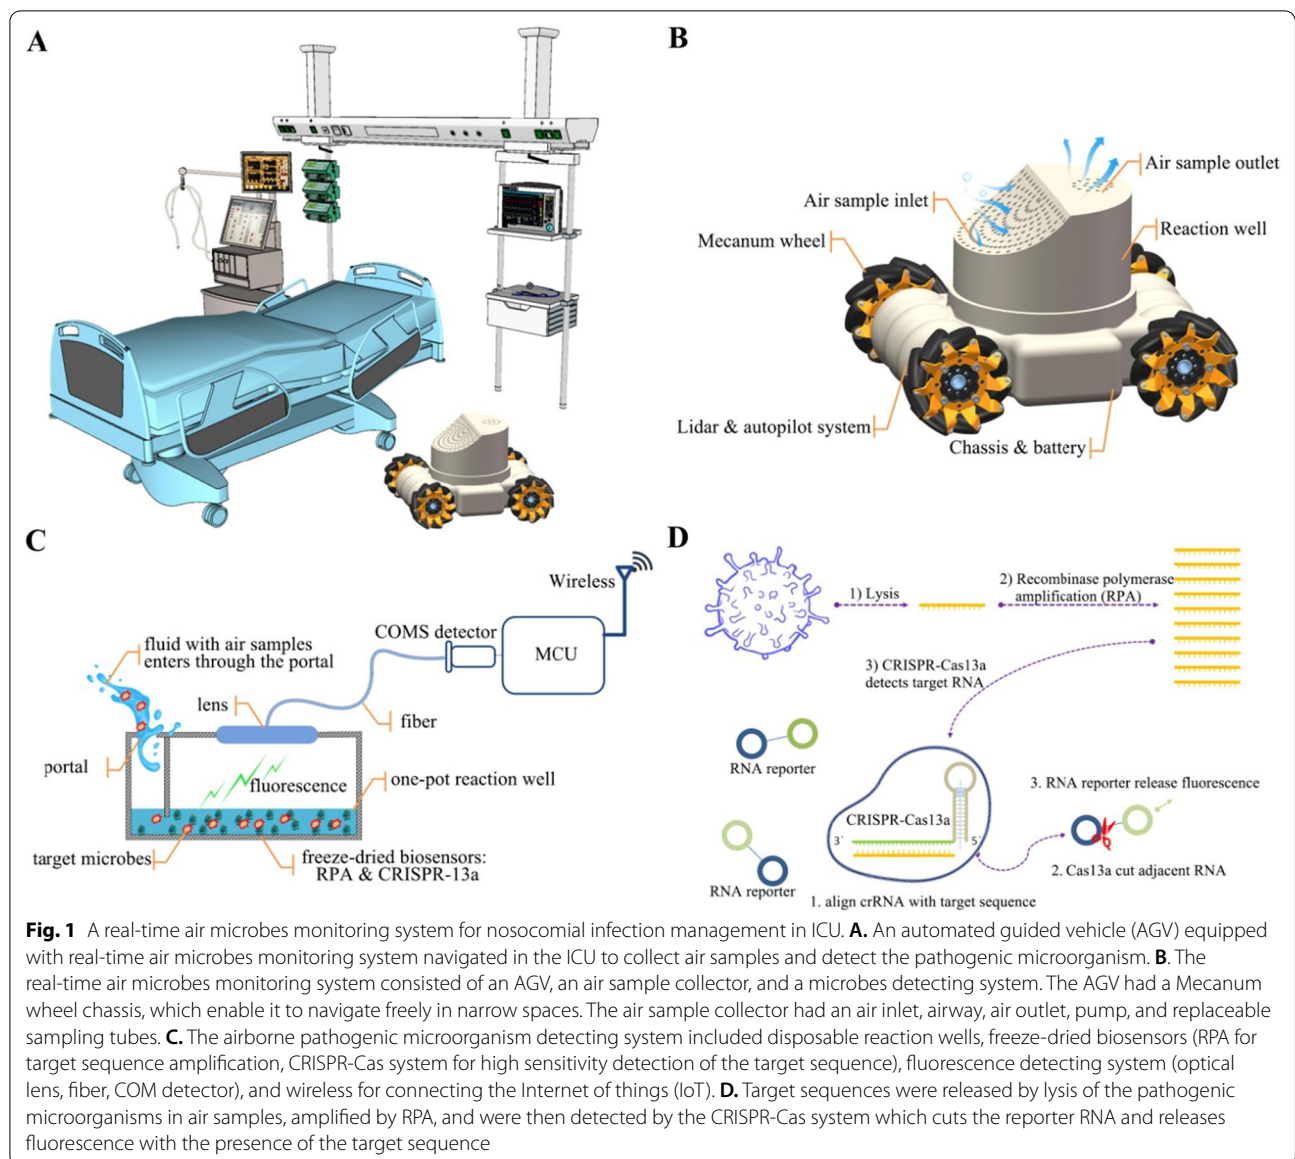 A
B
Air sample outlet
Air sample inlet
Reaction well
Mecanum wheel
Lidar & autopilot system
Chassis & battery
C
Wireless
COMS detector
MCU
fluid with air samples
enters through the portal
lens
fiber
portal
fluorescence
one-pot reaction well
target microbes
freeze-dried biosensors:
RPA & CRISPR-13a
D
1) Lysis
2) Recombinase polymerase
amplification (RPA)
3) CRISPR-Cas13a
detects target RNA
RNA reporter
CRISPR-Cas13a
3`
5`
3. RNA reporter release fluorescence
2. Cas13a cut adjacent RNA
RNA reporter
1. align crRNA with target sequence
Fig. 1 A real-time air microbes monitoring system for nosocomial infection management in ICU. A. An automated guided vehicle (AGV) equipped
with real-time air microbes monitoring system navigated in the ICU to collect air samples and detect the pathogenic microorganism. B. The
real-time air microbes monitoring system consisted of an AGV, an air sample collector, and a microbes detecting system. The AGV had a Mecanum
wheel chassis, which enable it to navigate freely in narrow spaces. The air sample collector had an air inlet, airway, air outlet, pump, and replaceable
sampling tubes. C. The airborne pathogenic microorganism detecting system included disposable reaction wells, freeze-dried biosensors (RPA for
target sequence amplification, CRISPR-Cas system for high sensitivity detection of the target sequence), fluorescence detecting system (optical
lens, fiber, COM detector), and wireless for connecting the Internet of things (IoT). D. Target sequences were released by lysis of the pathogenic
microorganisms in air samples, amplified by RPA, and were then detected by the CRISPR-Cas system which cuts the reporter RNA and releases
fluorescence with the presence of the target sequence